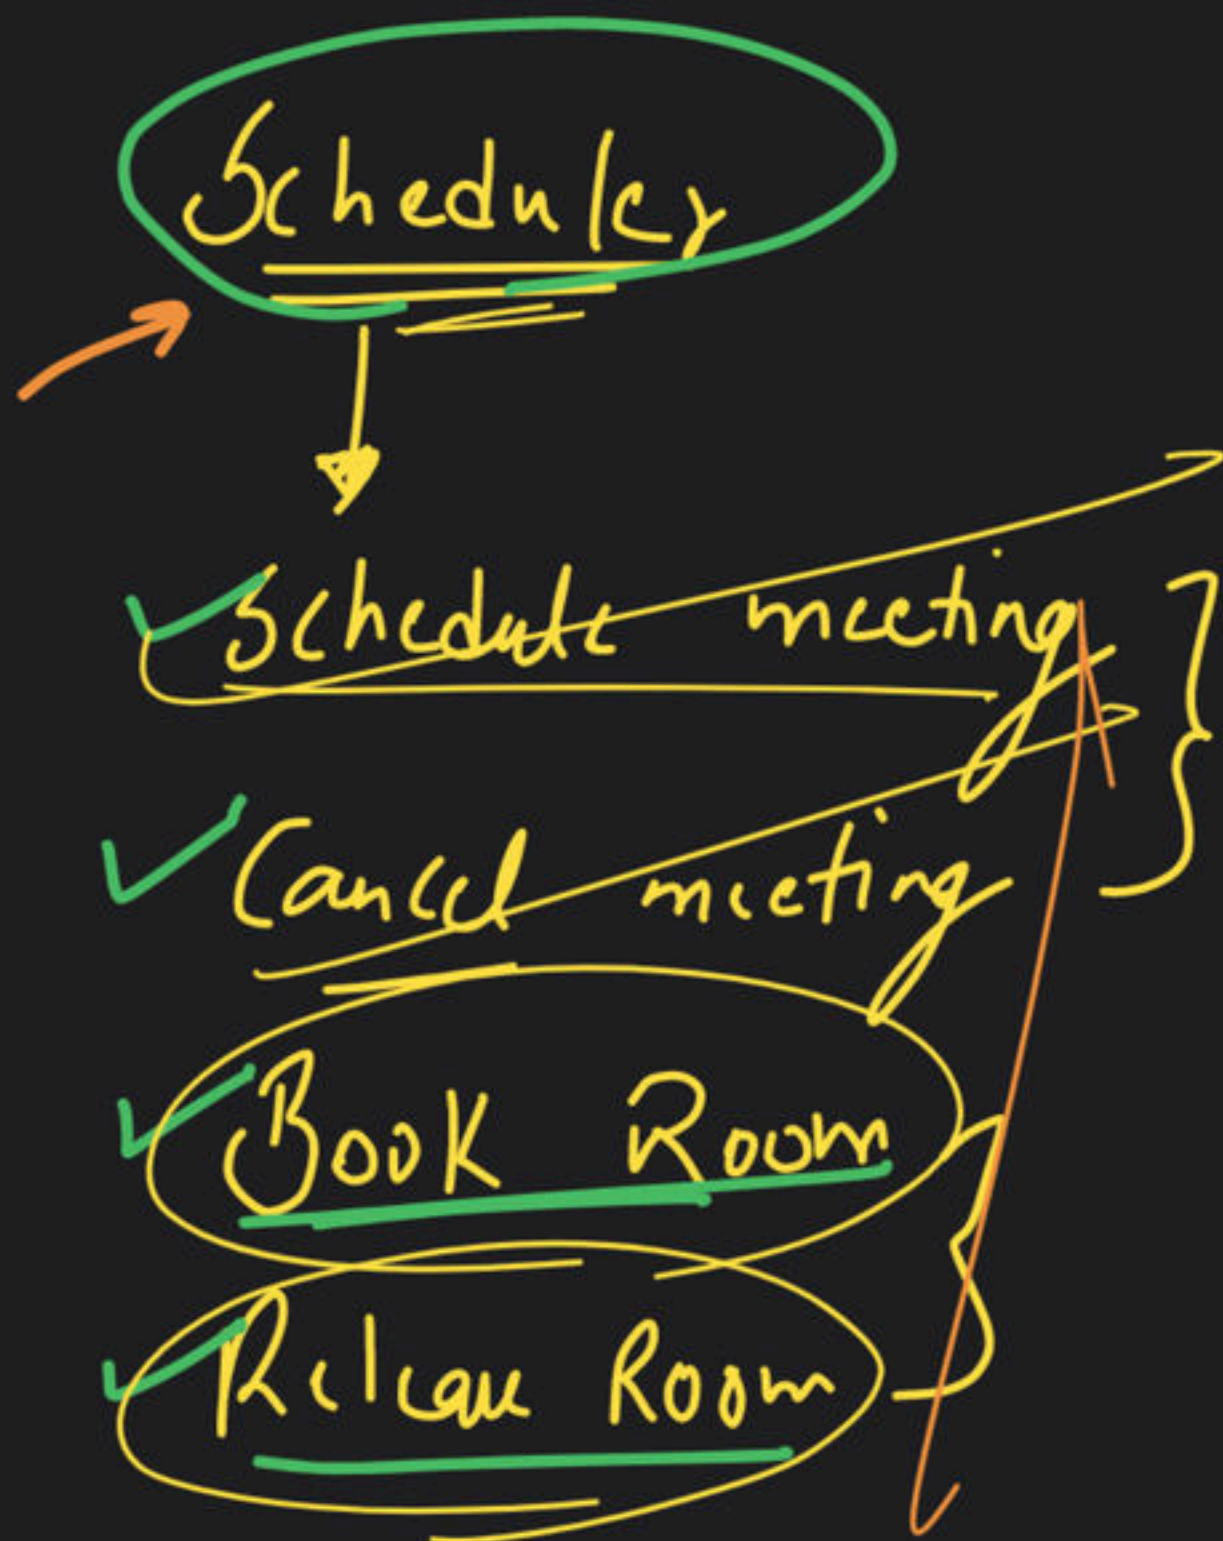 Scheduler
Schedule meeting
Cancel meeting
Book Room
Release Room